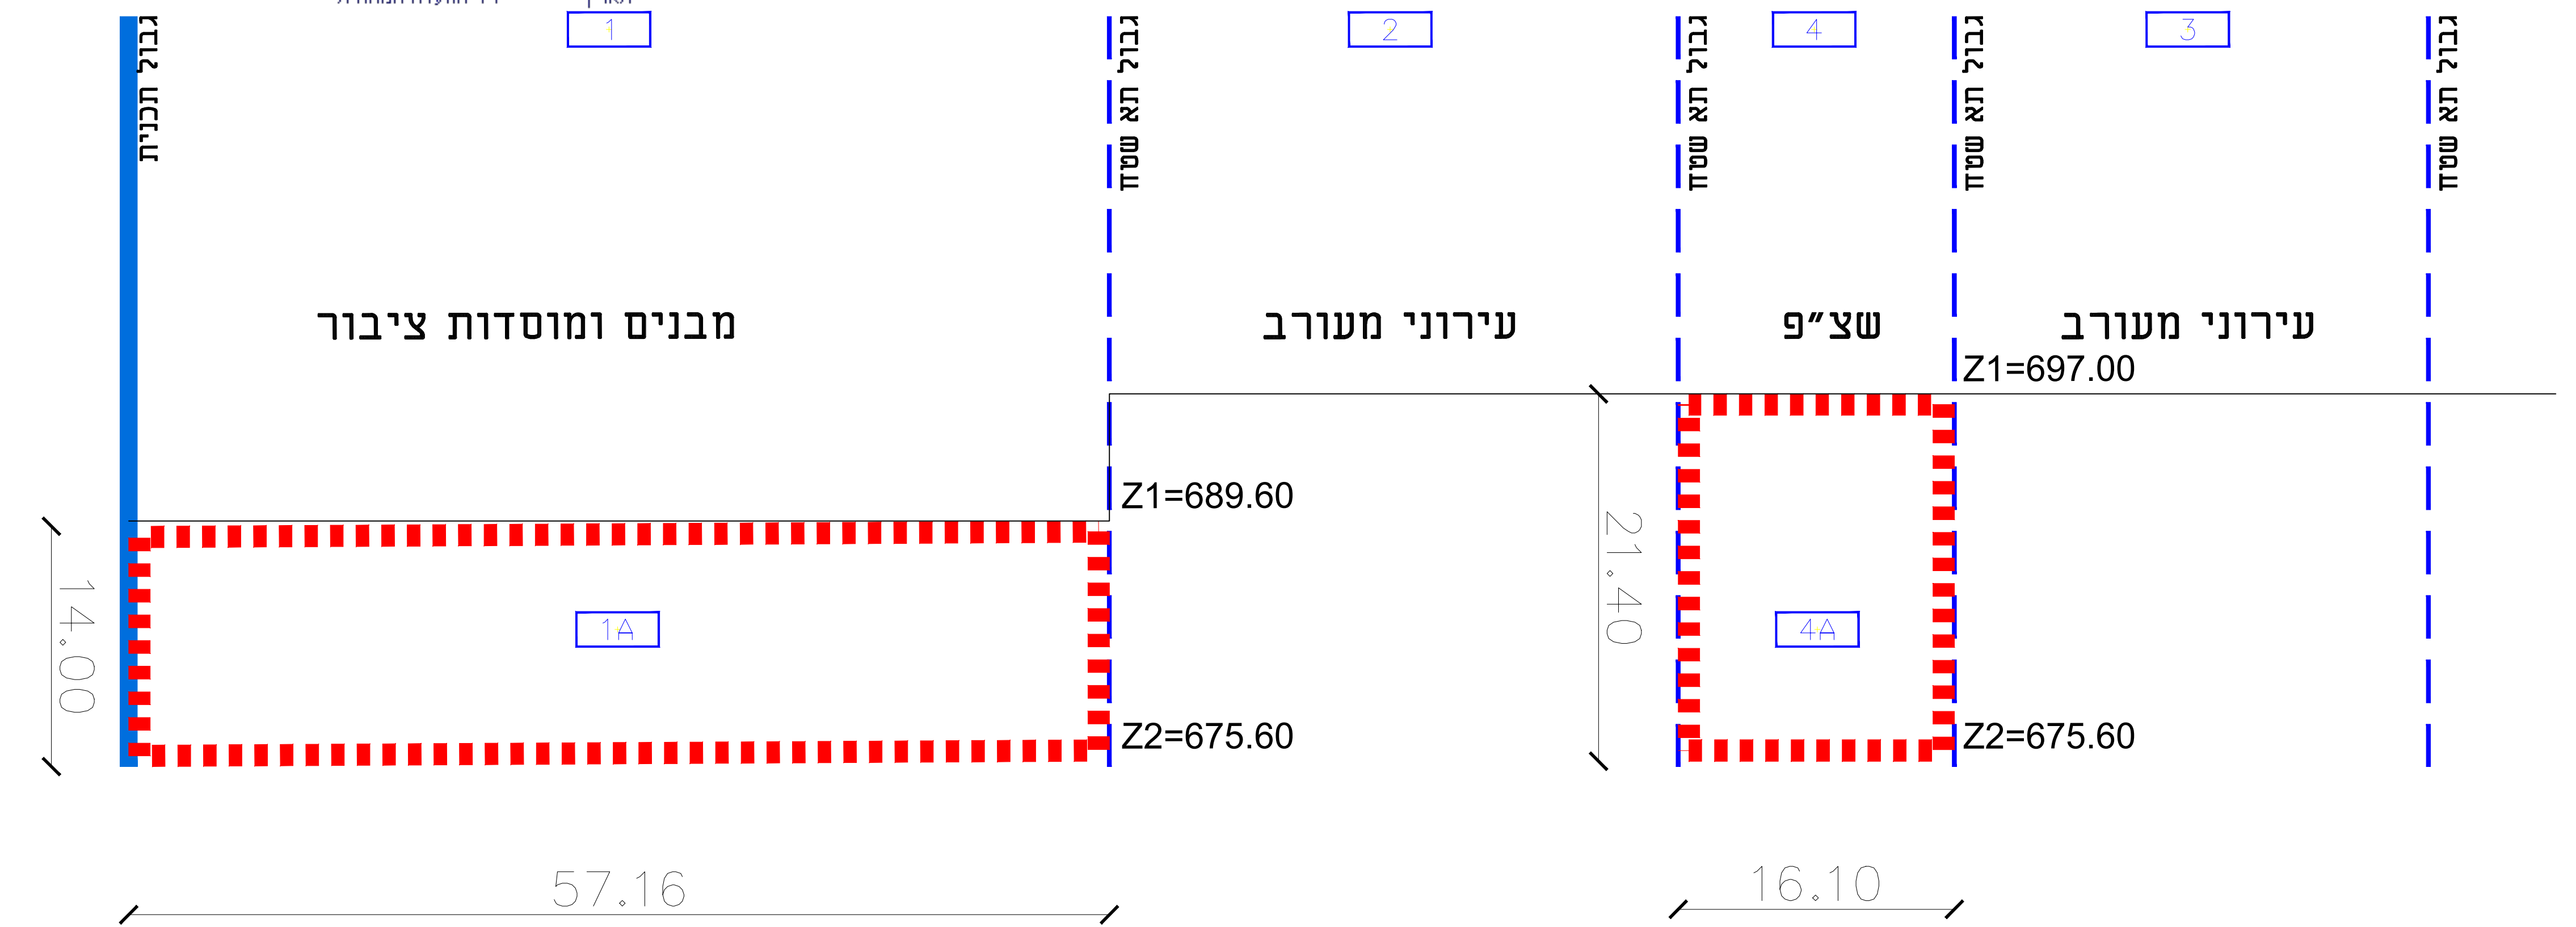 1
2
4
3
גבול תכנית
גבול תא שטח
גבול תא שטח
גבול תא שטח
גבול תא שטח
מבנים ומוסדות ציבור
עירוני מעורב
שצ"פ
עירוני מעורב
Z1=697.00
Z1=689.60
14.00
1A
21.40
4A
Z2=675.60
Z2=675.60
57.16
16.10